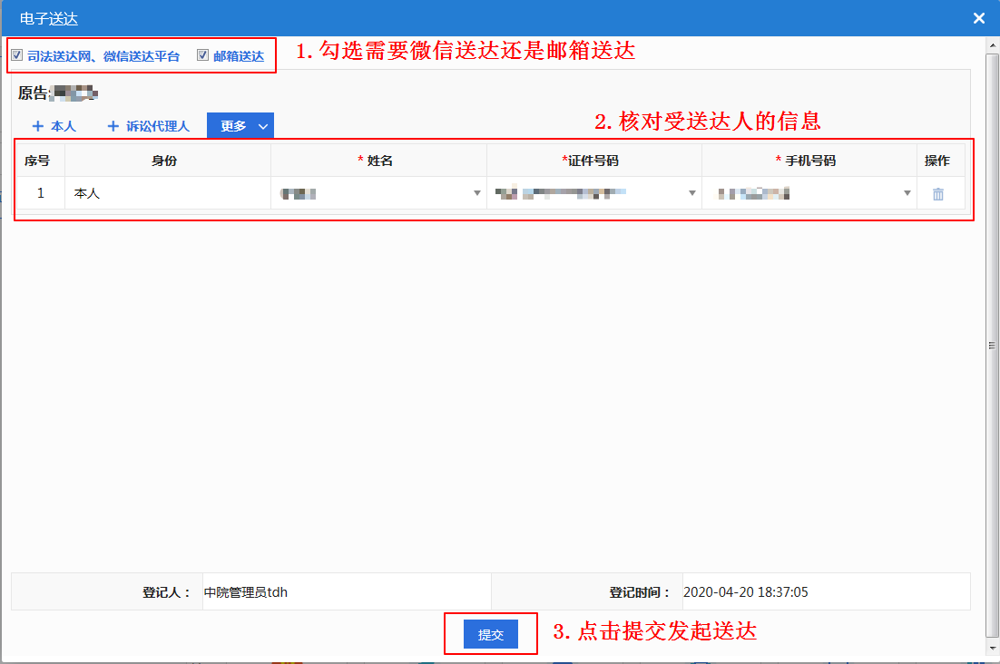 电子送达
司法送达网、微信送达平台 邮箱送达 1.勾选需要微信送达还是邮箱送达
原告:
+ 本人 + 诉讼代理人 更多 2.核对受送达人的信息
序号 身份 * 姓名 *证件号码 * 手机号码 操作
1 本人
登记人： 中院管理员tdh 登记时间： 2020-04-20 18:37:05
提交 3.点击提交发起送达